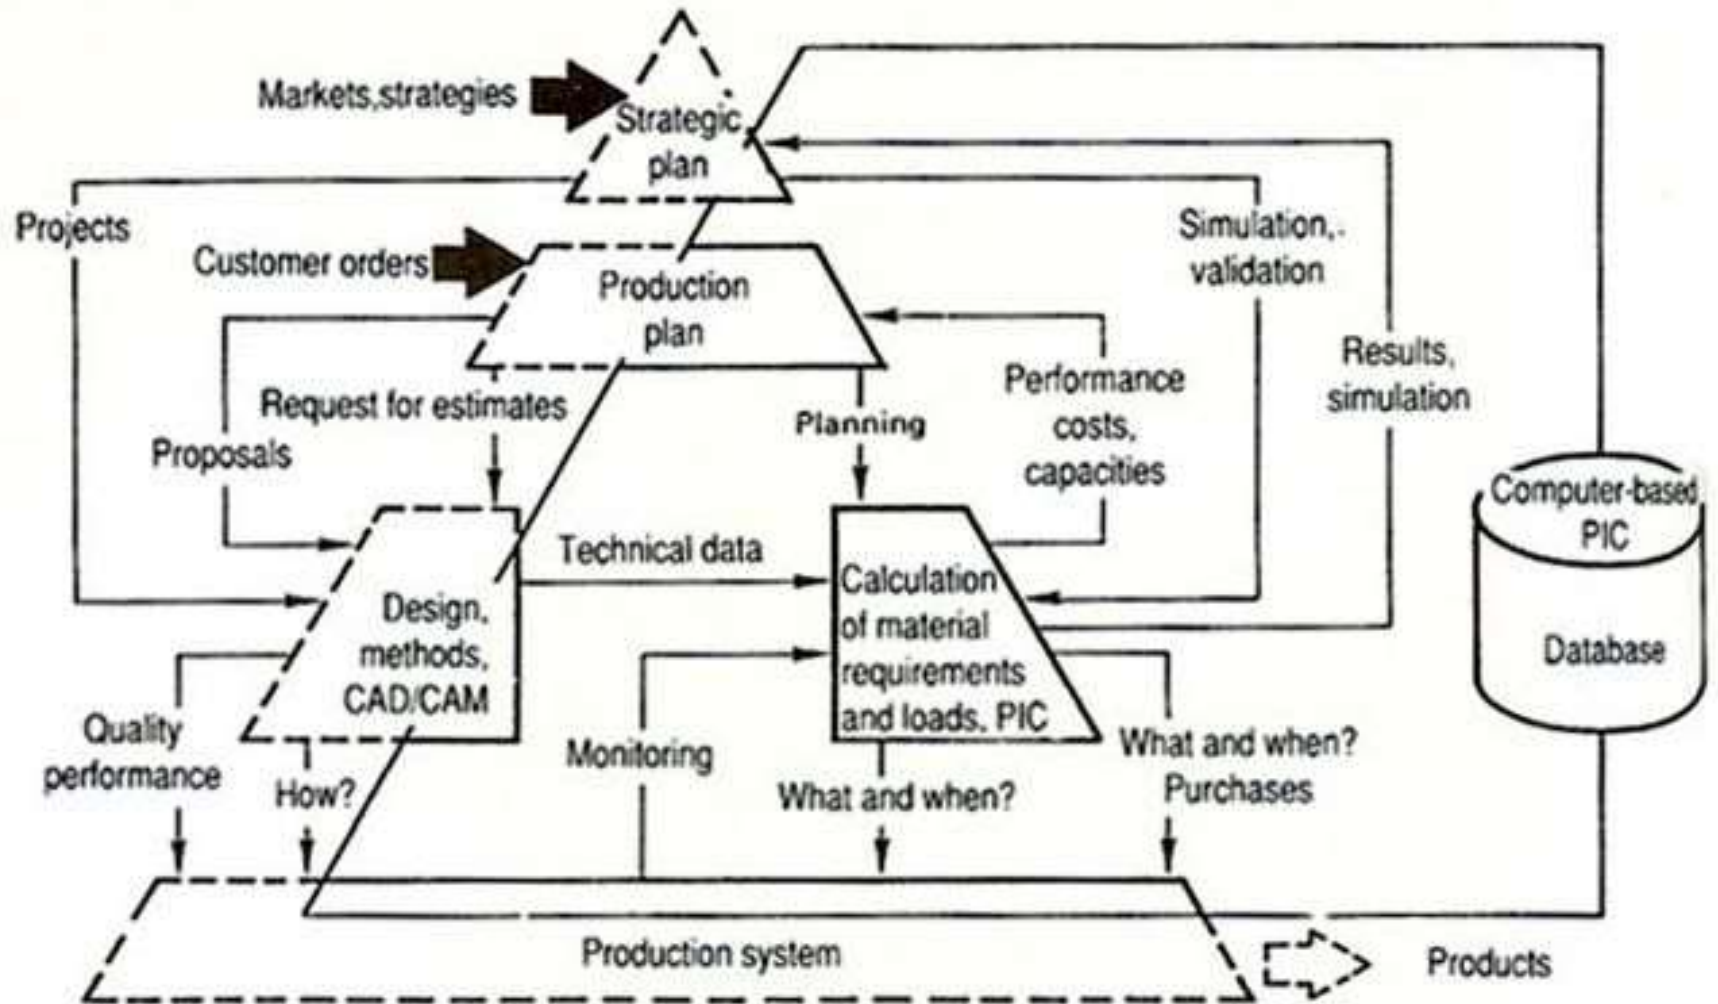 Markets,strategies
Strategic
plan
Projects
Customer orders
Production
plan
Simulation,.
validation
Results,
simulation
Performance
costs,
capacities
Request for estimates
Planning
Proposals
Computer-based
PIC
Database
Technical data
Design,
methods,
CAD/CAM
Calculation
of material
requirements
and loads, PIC
Quality
performance
How?
Monitoring
What and when?
What and when?
Purchases
Production system
Products